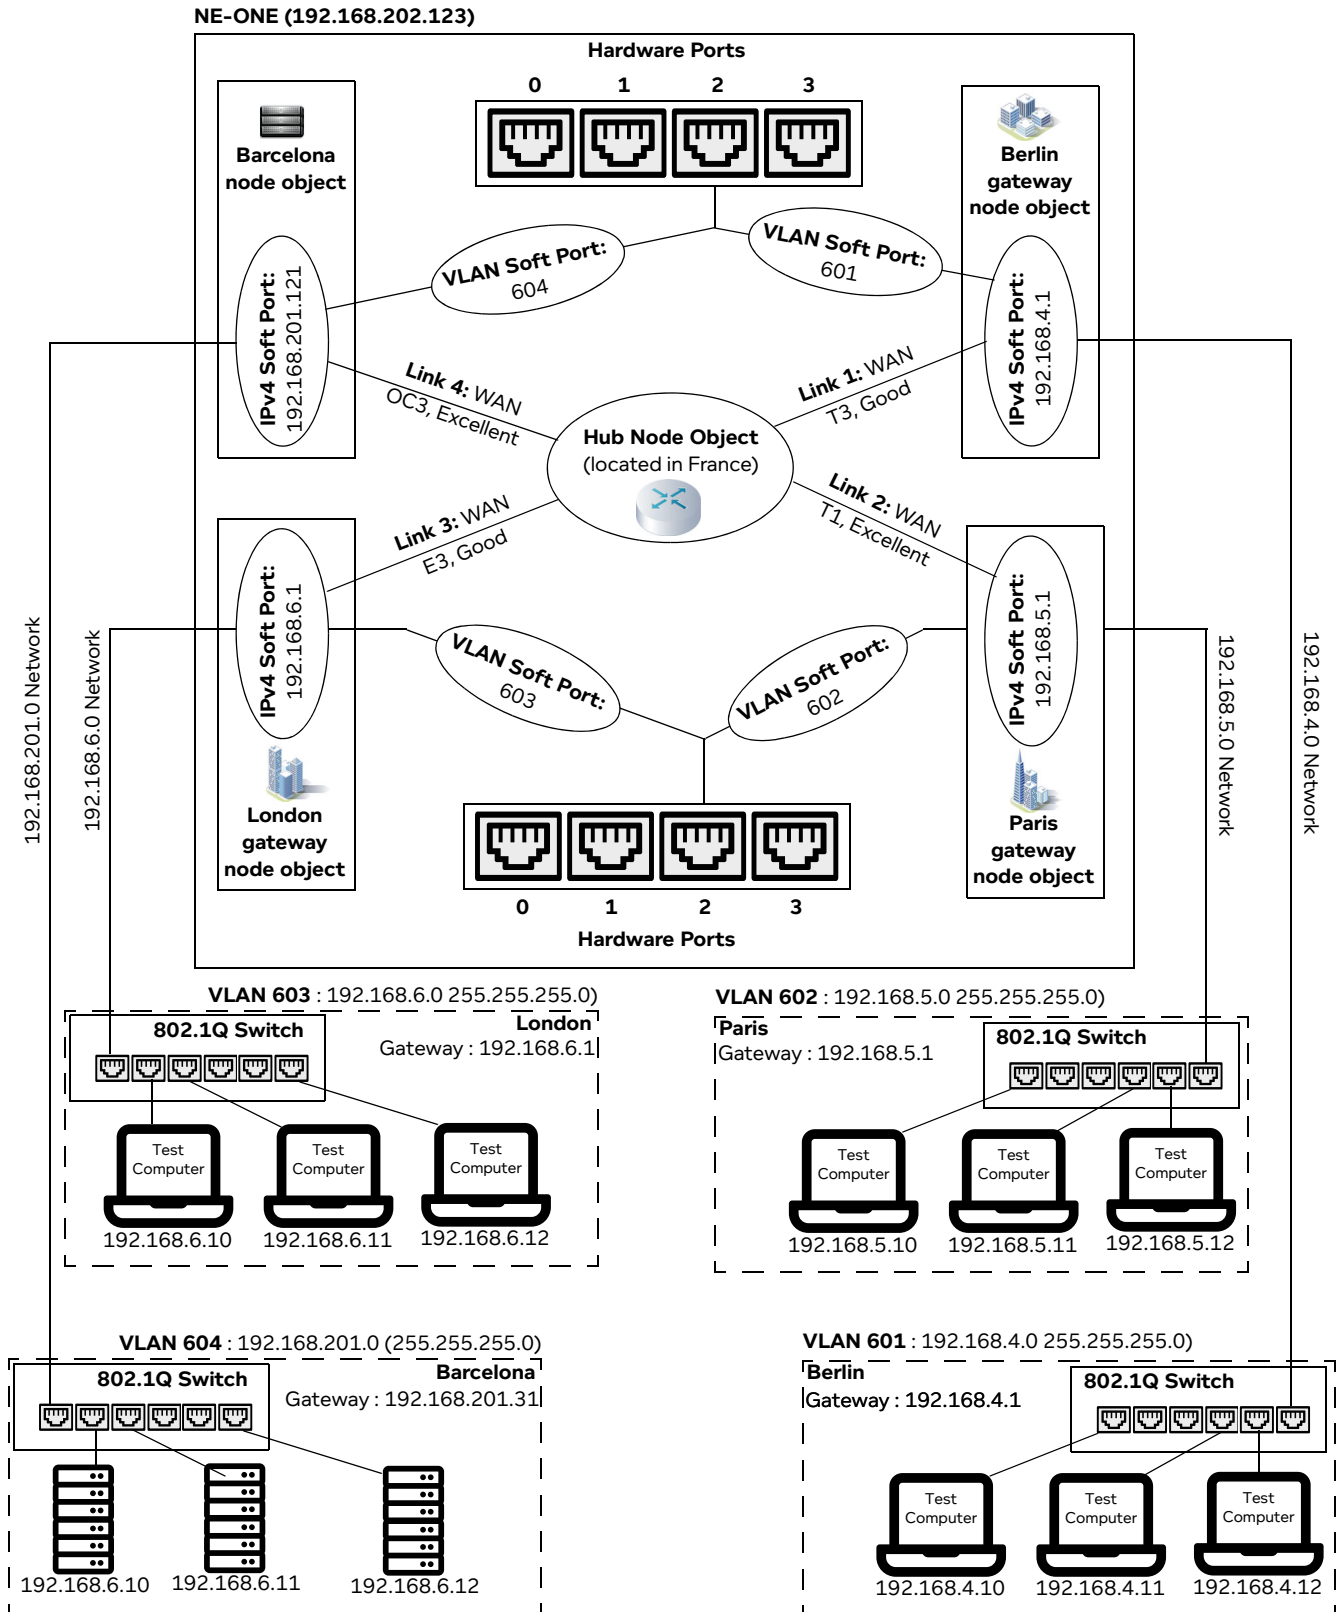 NE-ONE (192.168.202.123)
Hardware Ports
0 1 2 3
Barcelona
node object
Berlin
gateway
node object
VLAN Soft Port:
604
VLAN Soft Port:
601
IPv4 Soft Port:
192.168.201.121
IPv4 Soft Port:
192.168.4.1
Link 4: WAN
OC3, Excellent
Link 1: WAN
T3, Good
Hub Node Object
(located in France)
Link 3: WAN
E3, Good
Link 2: WAN
T1, Excellent
IPv4 Soft Port:
192.168.6.1
IPv4 Soft Port:
192.168.5.1
VLAN Soft Port:
603
VLAN Soft Port:
602
192.168.201.0 Network
192.168.6.0 Network
192.168.5.0 Network
192.168.4.0 Network
London
gateway
node object
Paris
gateway
node object
0 1 2 3
Hardware Ports
VLAN 603 : 192.168.6.0 255.255.255.0)
802.1Q Switch
London
Gateway : 192.168.6.1
Test
Computer
Test
Computer
Test
Computer
192.168.6.10
192.168.6.11
192.168.6.12
VLAN 602 : 192.168.5.0 255.255.255.0)
Paris
Gateway : 192.168.5.1
802.1Q Switch
Test
Computer
Test
Computer
Test
Computer
192.168.5.10
192.168.5.11
192.168.5.12
VLAN 604 : 192.168.201.0 (255.255.255.0)
802.1Q Switch
Barcelona
Gateway : 192.168.201.31
192.168.6.10
192.168.6.11
192.168.6.12
VLAN 601 : 192.168.4.0 255.255.255.0)
Berlin
Gateway : 192.168.4.1
802.1Q Switch
Test
Computer
Test
Computer
Test
Computer
192.168.4.10
192.168.4.11
192.168.4.12